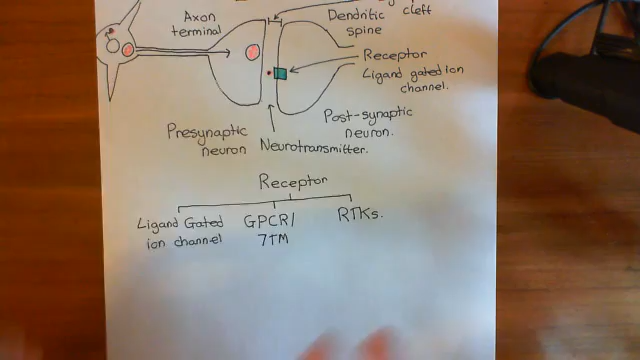 cleft
Axon
terminal
Dendritic
spine
Receptor
Ligand gated ion
channel.
Post-synaptic
neuron.
Presynaptic
neuron
Neurotransmitter.
Receptor
Ligand Gated
ion channel
GPCR/
7TM
RTKs.